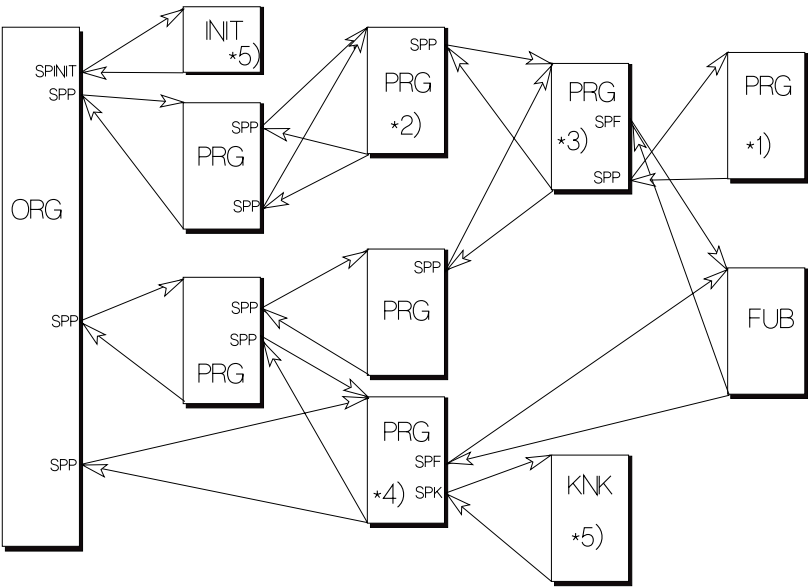 ORG
SPINIT
SPP
SPP
SPP
INIT
*5)
SPP
PRG
SPP
SPP
SPP
PRG
SPP
PRG
*2)
SPP
PRG
PRG
*4)
SPF
SPK
PRG
*3)
SPF
SPP
KNK
*5)
PRG
*1)
FUB